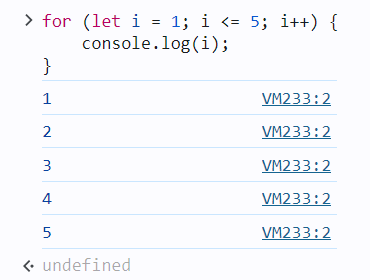 > for (let i = 1; i <= 5; i++) {
    console.log(i);
}
1 VM233:2
2 VM233:2
3 VM233:2
4 VM233:2
5 VM233:2
undefined